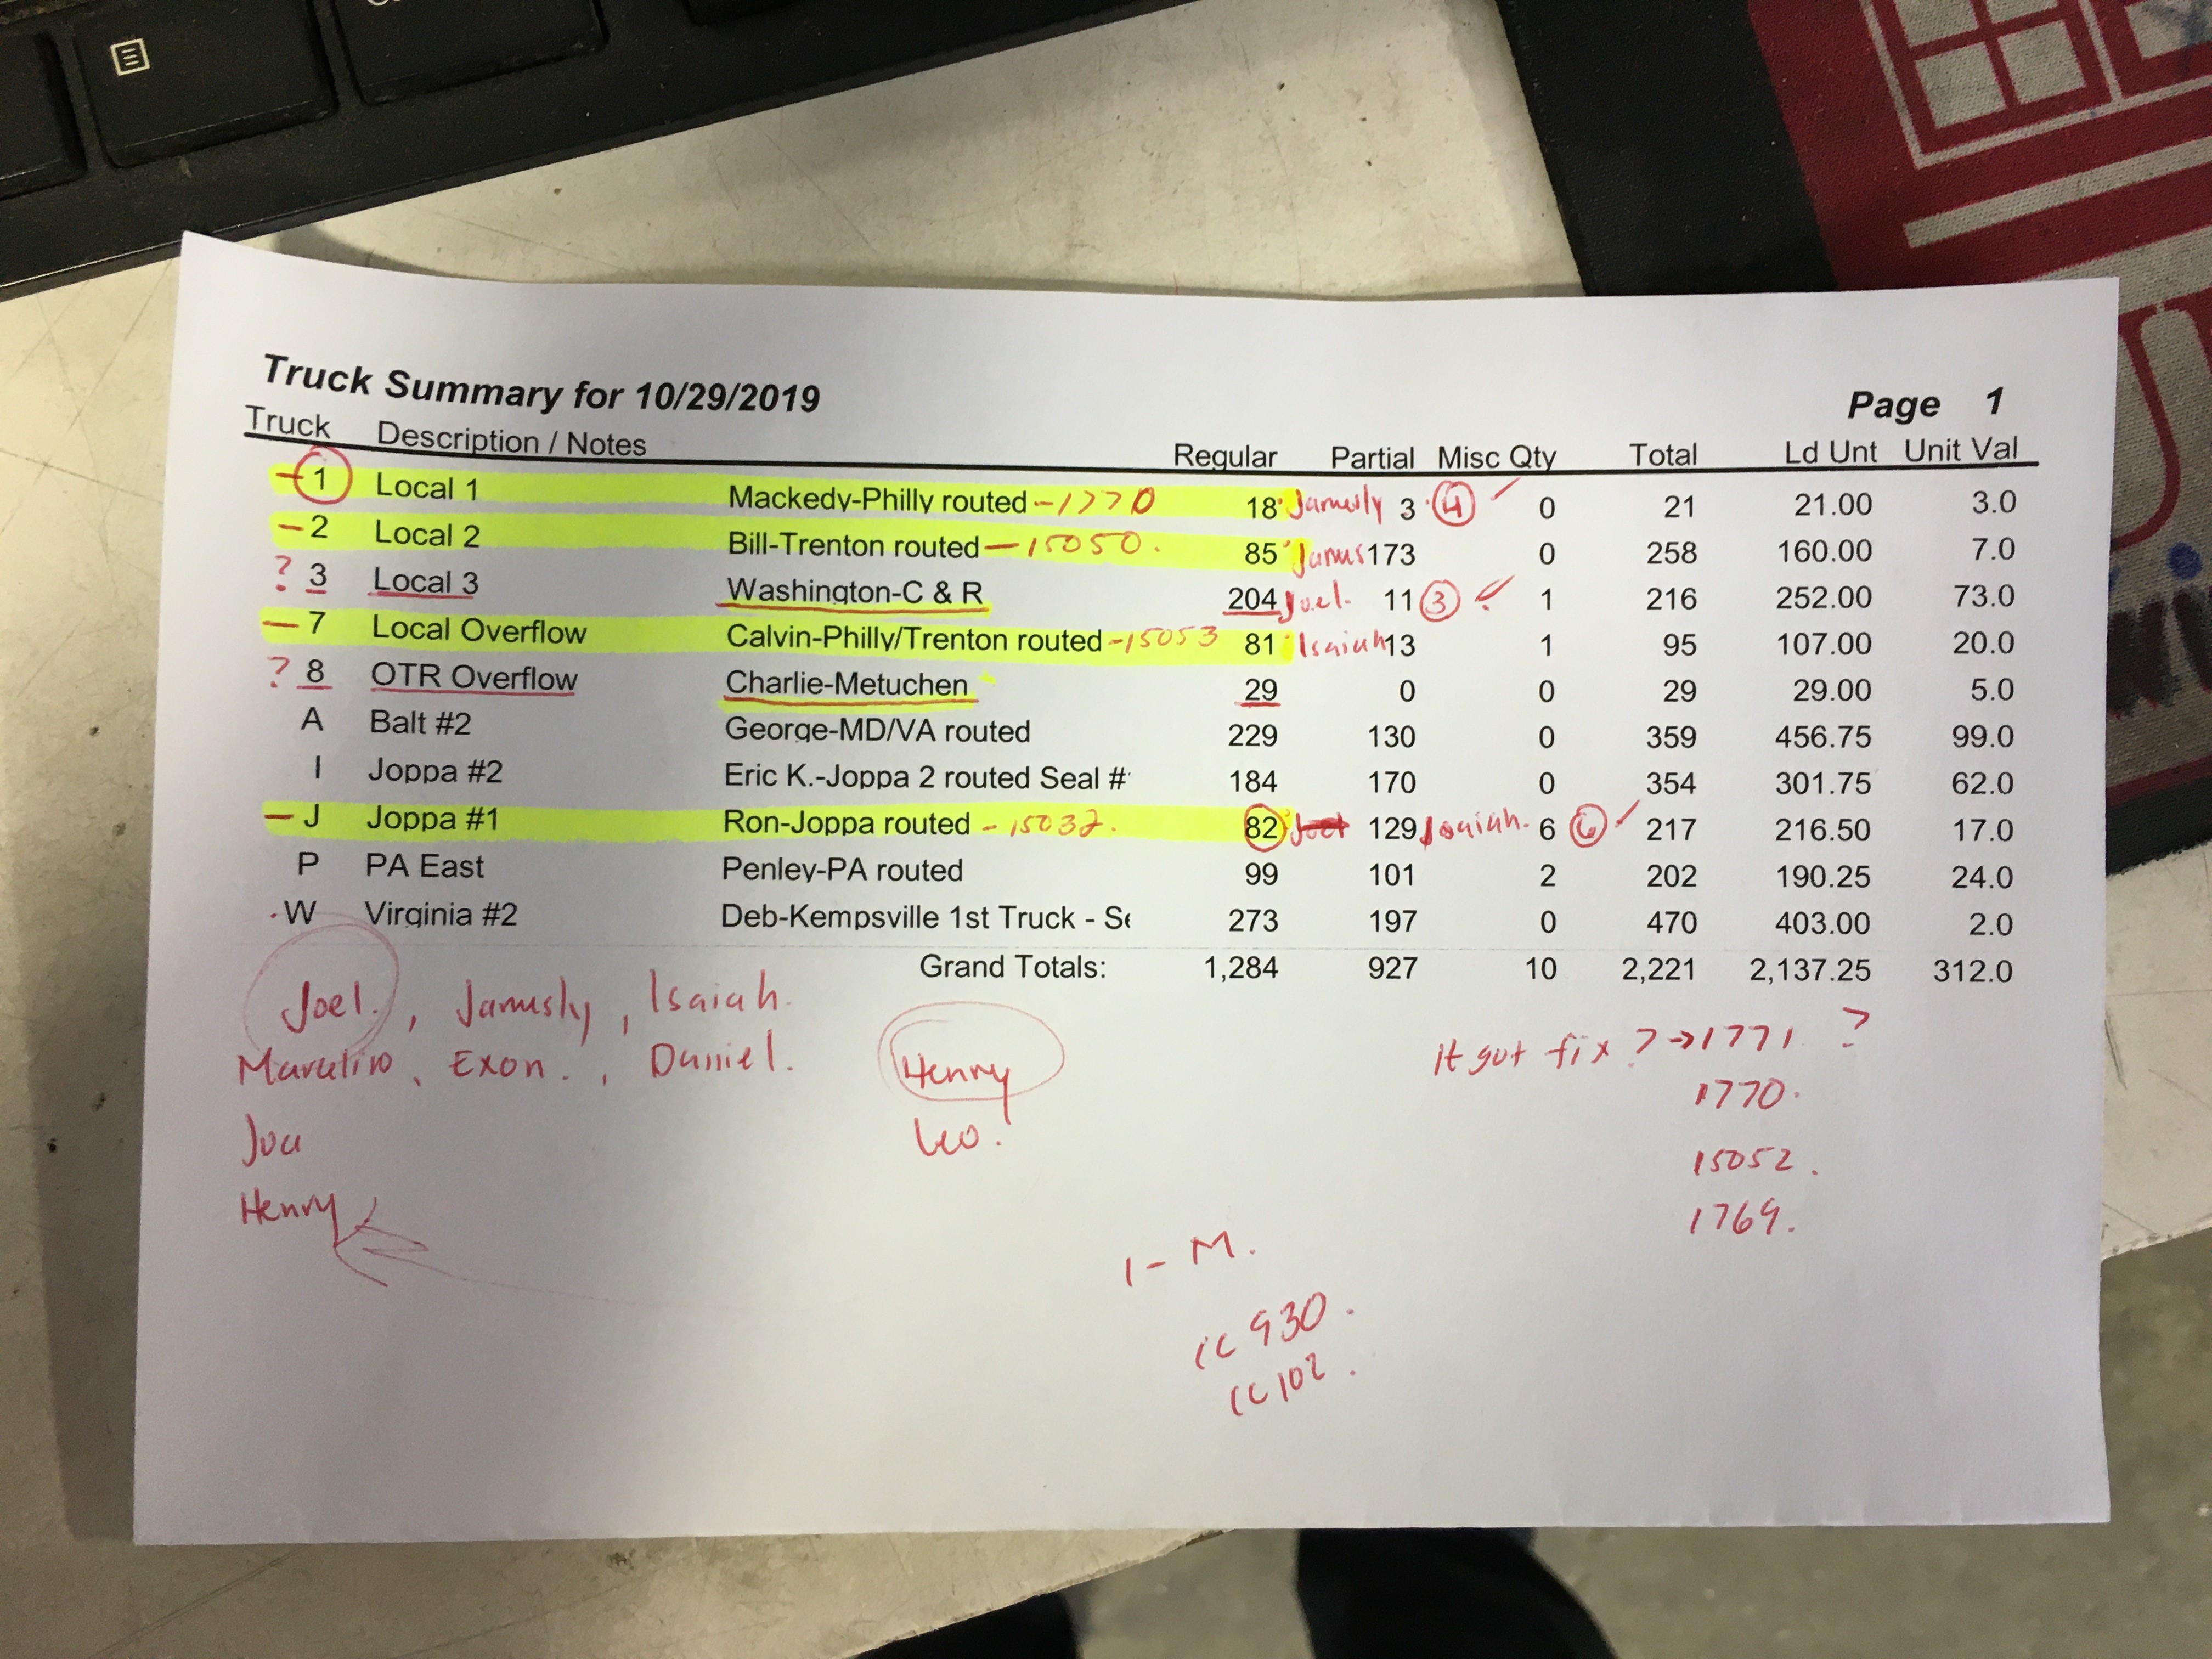 Truck Summary for 10/29/2019 Page 1
Truck Description / Notes Regular Partial Misc Qty Total Ld Unt Unit Val
- 1 Local 1 Mackedy-Philly routed - 1770 18 Jamusly 3 4 ✓ 0 21 21.00 3.0
- 2 Local 2 Bill-Trenton routed - 15050. 85 173 0 258 160.00 7.0
? 3 Local 3 Washington-C & R 204 Joel. 11 3 ✓ 1 216 252.00 73.0
- 7 Local Overflow Calvin-Philly/Trenton routed - 15053 81 Isaiah 13 1 95 107.00 20.0
? 8 OTR Overflow Charlie-Metuchen 29 0 0 29 29.00 5.0
A Balt #2 George-MD/VA routed 229 130 0 359 456.75 99.0
I Joppa #2 Eric K.-Joppa 2 routed Seal # 184 170 0 354 301.75 62.0
- J Joppa #1 Ron-Joppa routed - 15032. 82 Joel 129 Isaiah. 6 6 ✓ 217 216.50 17.0
P PA East Penley-PA routed 99 101 2 202 190.25 24.0
W Virginia #2 Deb-Kempsville 1st Truck - Se 273 197 0 470 403.00 2.0
Grand Totals: 1,284 927 10 2,221 2,137.25 312.0
Joel., Jamusly, Isaiah.
Exon., Daniel. Henry
Leo.
Henry
It got fix ? → 1771 ?
1770.
15052.
1769.
1 - M.
930.
102.